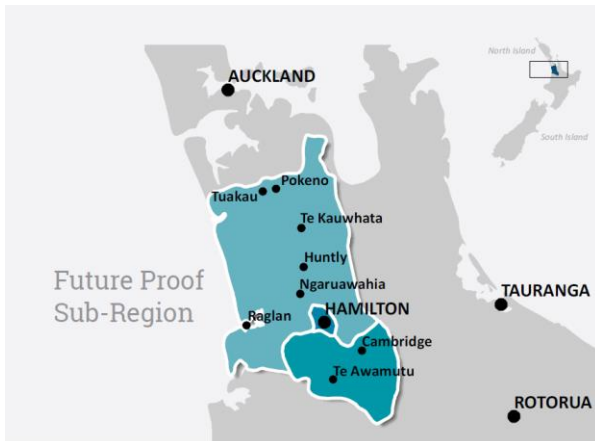 North Island
South Island
AUCKLAND
Tuakau
Pokeno
Te Kauwhata
Huntly
Ngaruawahia
Future Proof
Sub-Region
Raglan
HAMILTON
TAURANGA
Cambridge
Te Awamutu
ROTORUA